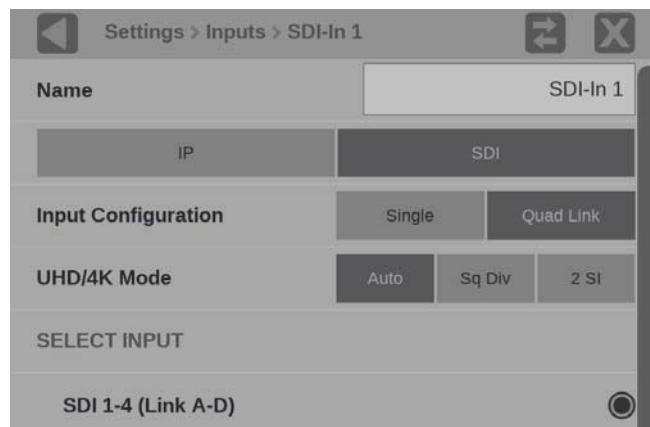 Settings > Inputs > SDI-In 1
Name SDI-In 1
IP SDI
Input Configuration Single Quad Link
UHD/4K Mode Auto Sq Div 2 SI
SELECT INPUT
SDI 1-4 (Link A-D)